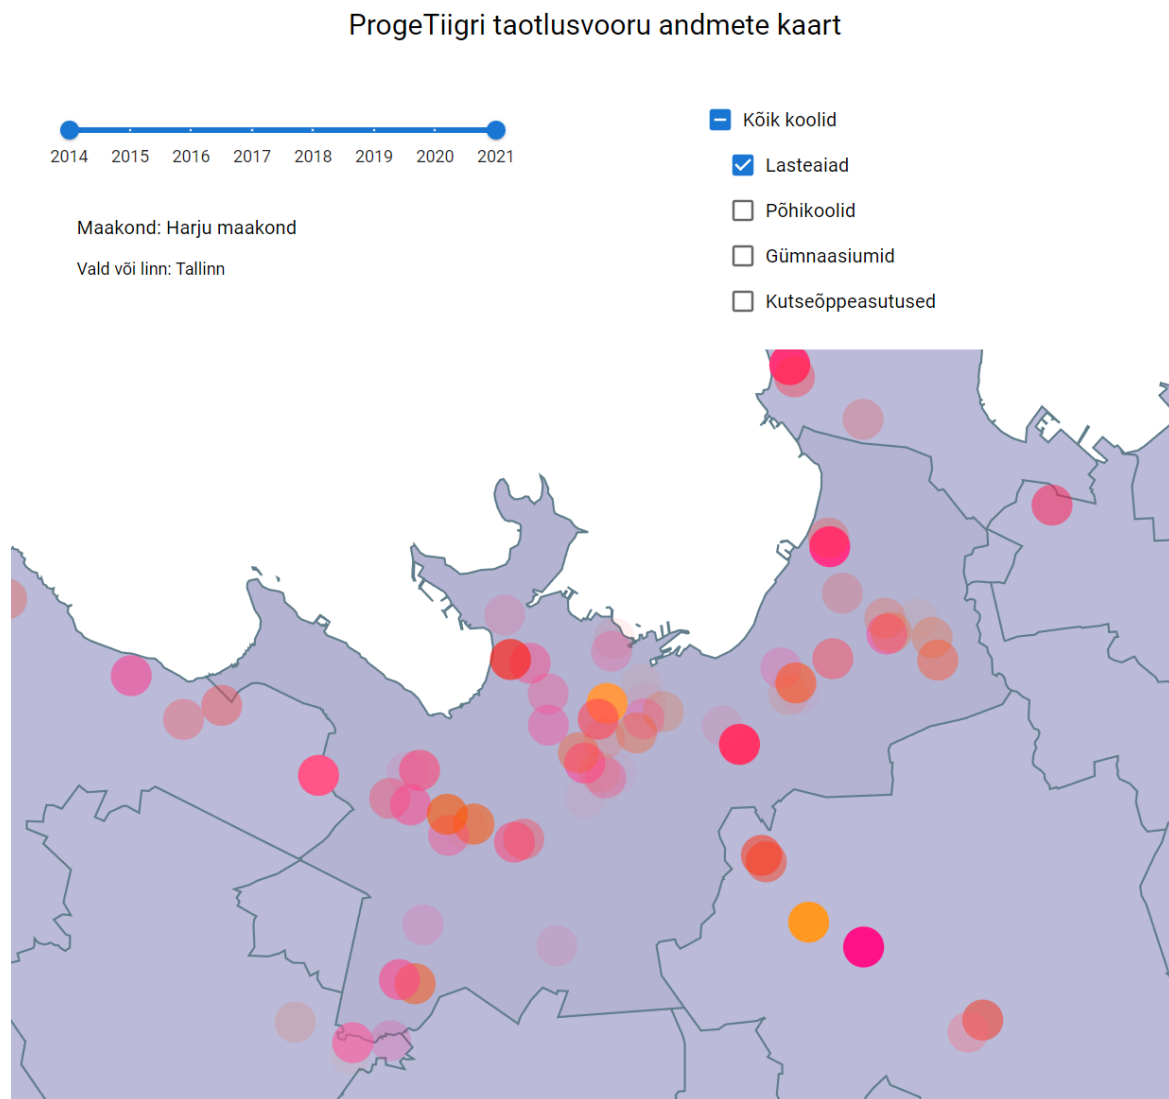 ProgeTiigri taotlusvooru andmete kaart
2014 2015 2016 2017 2018 2019 2020 2021
Maakond: Harju maakond
Vald või linn: Tallinn
Kõik koolid
Lasteaiad
Põhikoolid
Gümnaasiumid
Kutseõppeasutused